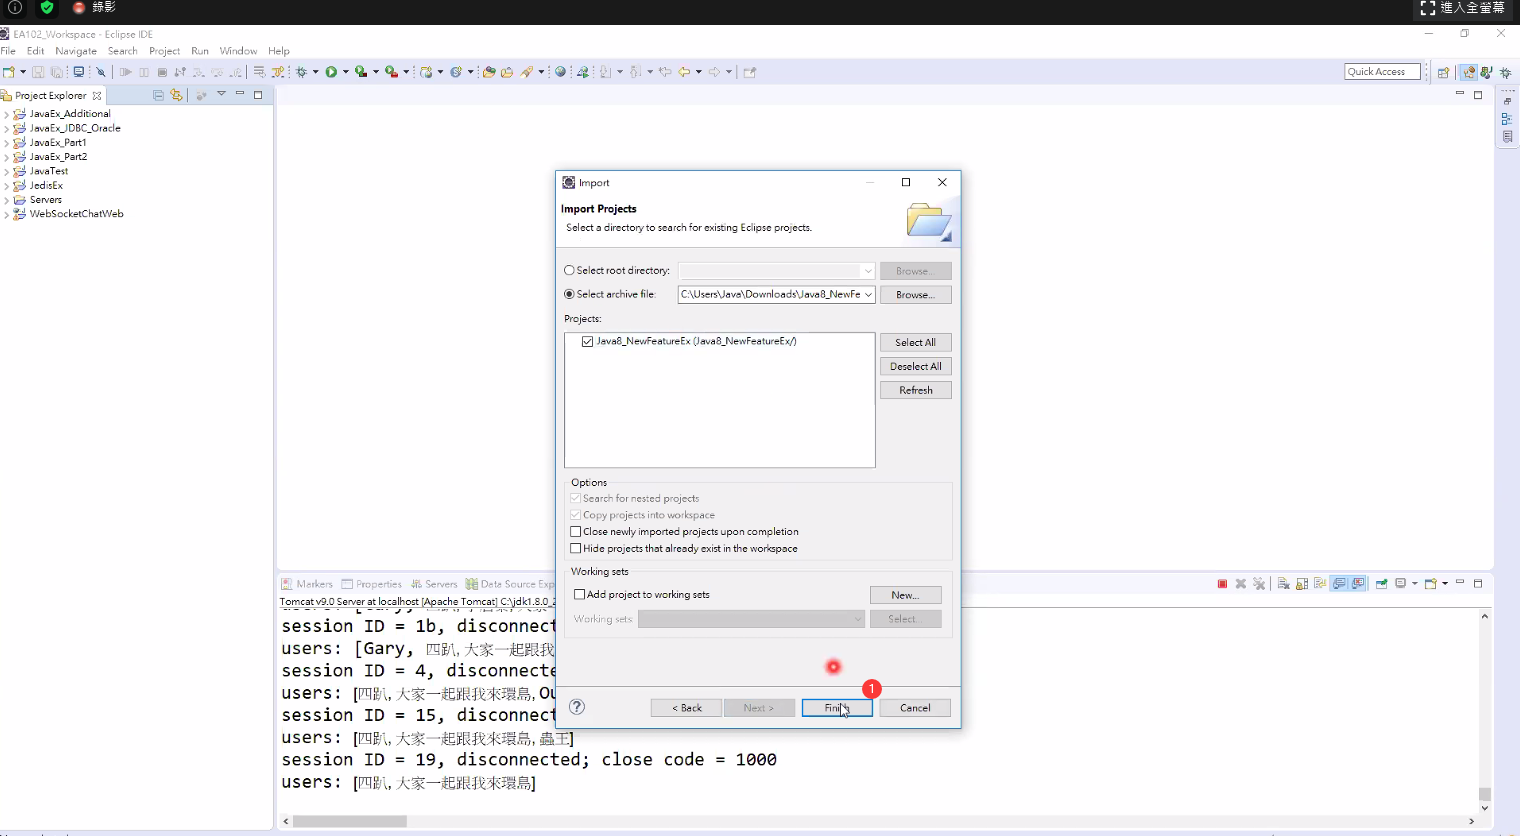 錄影
進入全螢幕
EA102_Workspace - Eclipse IDE
File Edit Navigate Search Project Run Window Help
Quick Access
Project Explorer
JavaEx_Additional
JavaEx_JDBC_Oracle
JavaEx_Part1
JavaEx_Part2
JavaTest
JedisEx
Servers
WebSocketChatWeb
Import
Import Projects
Select a directory to search for existing Eclipse projects.
Select root directory:
Browse...
Select archive file:
C:\Users\Java\Downloads\Java8_NewFe
Browse...
Projects:
Java8_NewFeatureEx (Java8_NewFeatureEx/)
Select All
Deselect All
Refresh
Options
Search for nested projects
Copy projects into workspace
Close newly imported projects upon completion
Hide projects that already exist in the workspace
Working sets
Add project to working sets
New...
Working sets:
Select...
1
< Back
Next >
Finish
Cancel
Markers Properties Servers Data Source Exp
Tomcat v9.0 Server at localhost [Apache Tomcat] C:\jdk1.8.0_2
session ID = 1b, disconnect
users: [Gary, 四趴, 大家一起跟我
session ID = 4, disconnecte
users: [四趴, 大家一起跟我來環島, Ou
session ID = 15, disconnect
users: [四趴, 大家一起跟我來環島, 蟲王]
session ID = 19, disconnected; close code = 1000
users: [四趴, 大家一起跟我來環島]